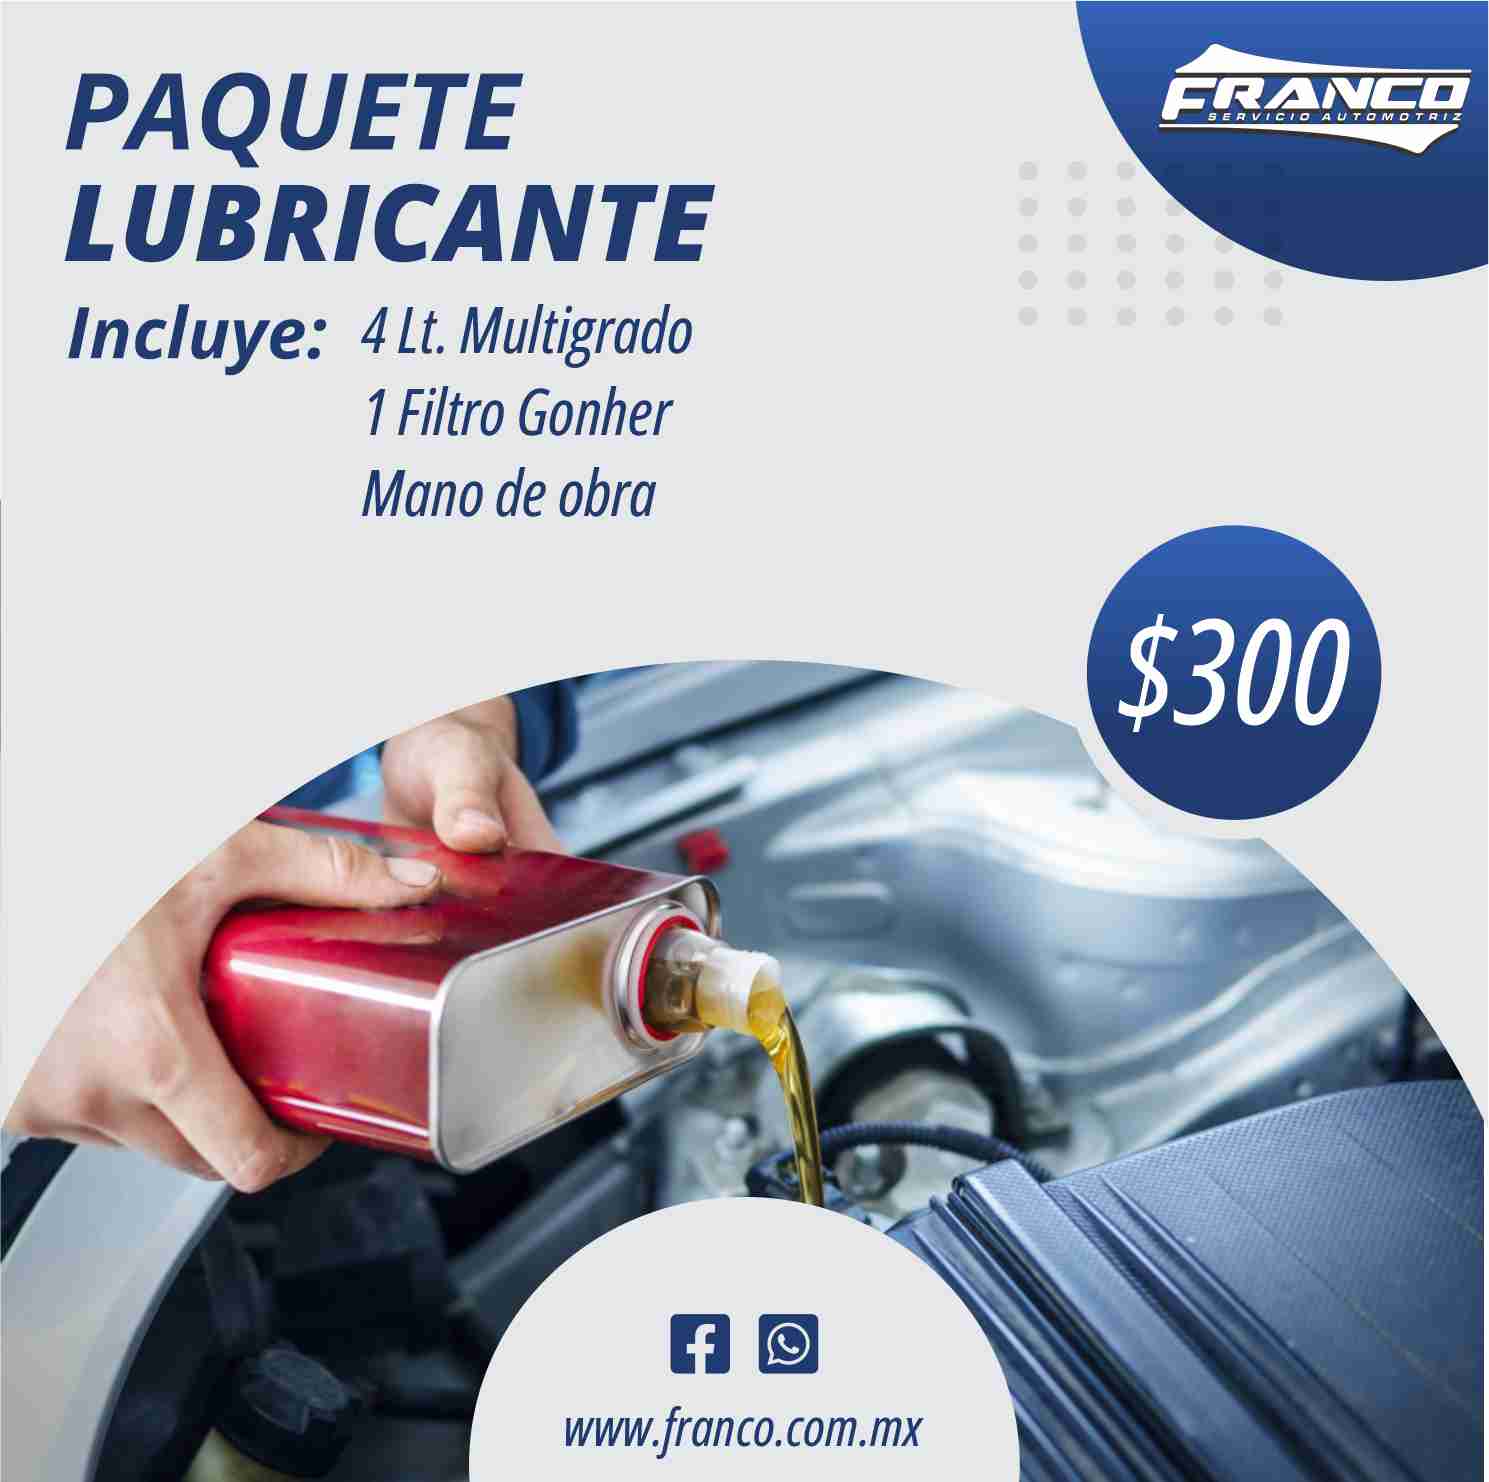 FRANCO
SERVICIO AUTOMOTRIZ
PAQUETE
LUBRICANTE
Incluye: 4 Lt. Multigrado
1 Filtro Gonher
Mano de obra
$300
www.franco.com.mx